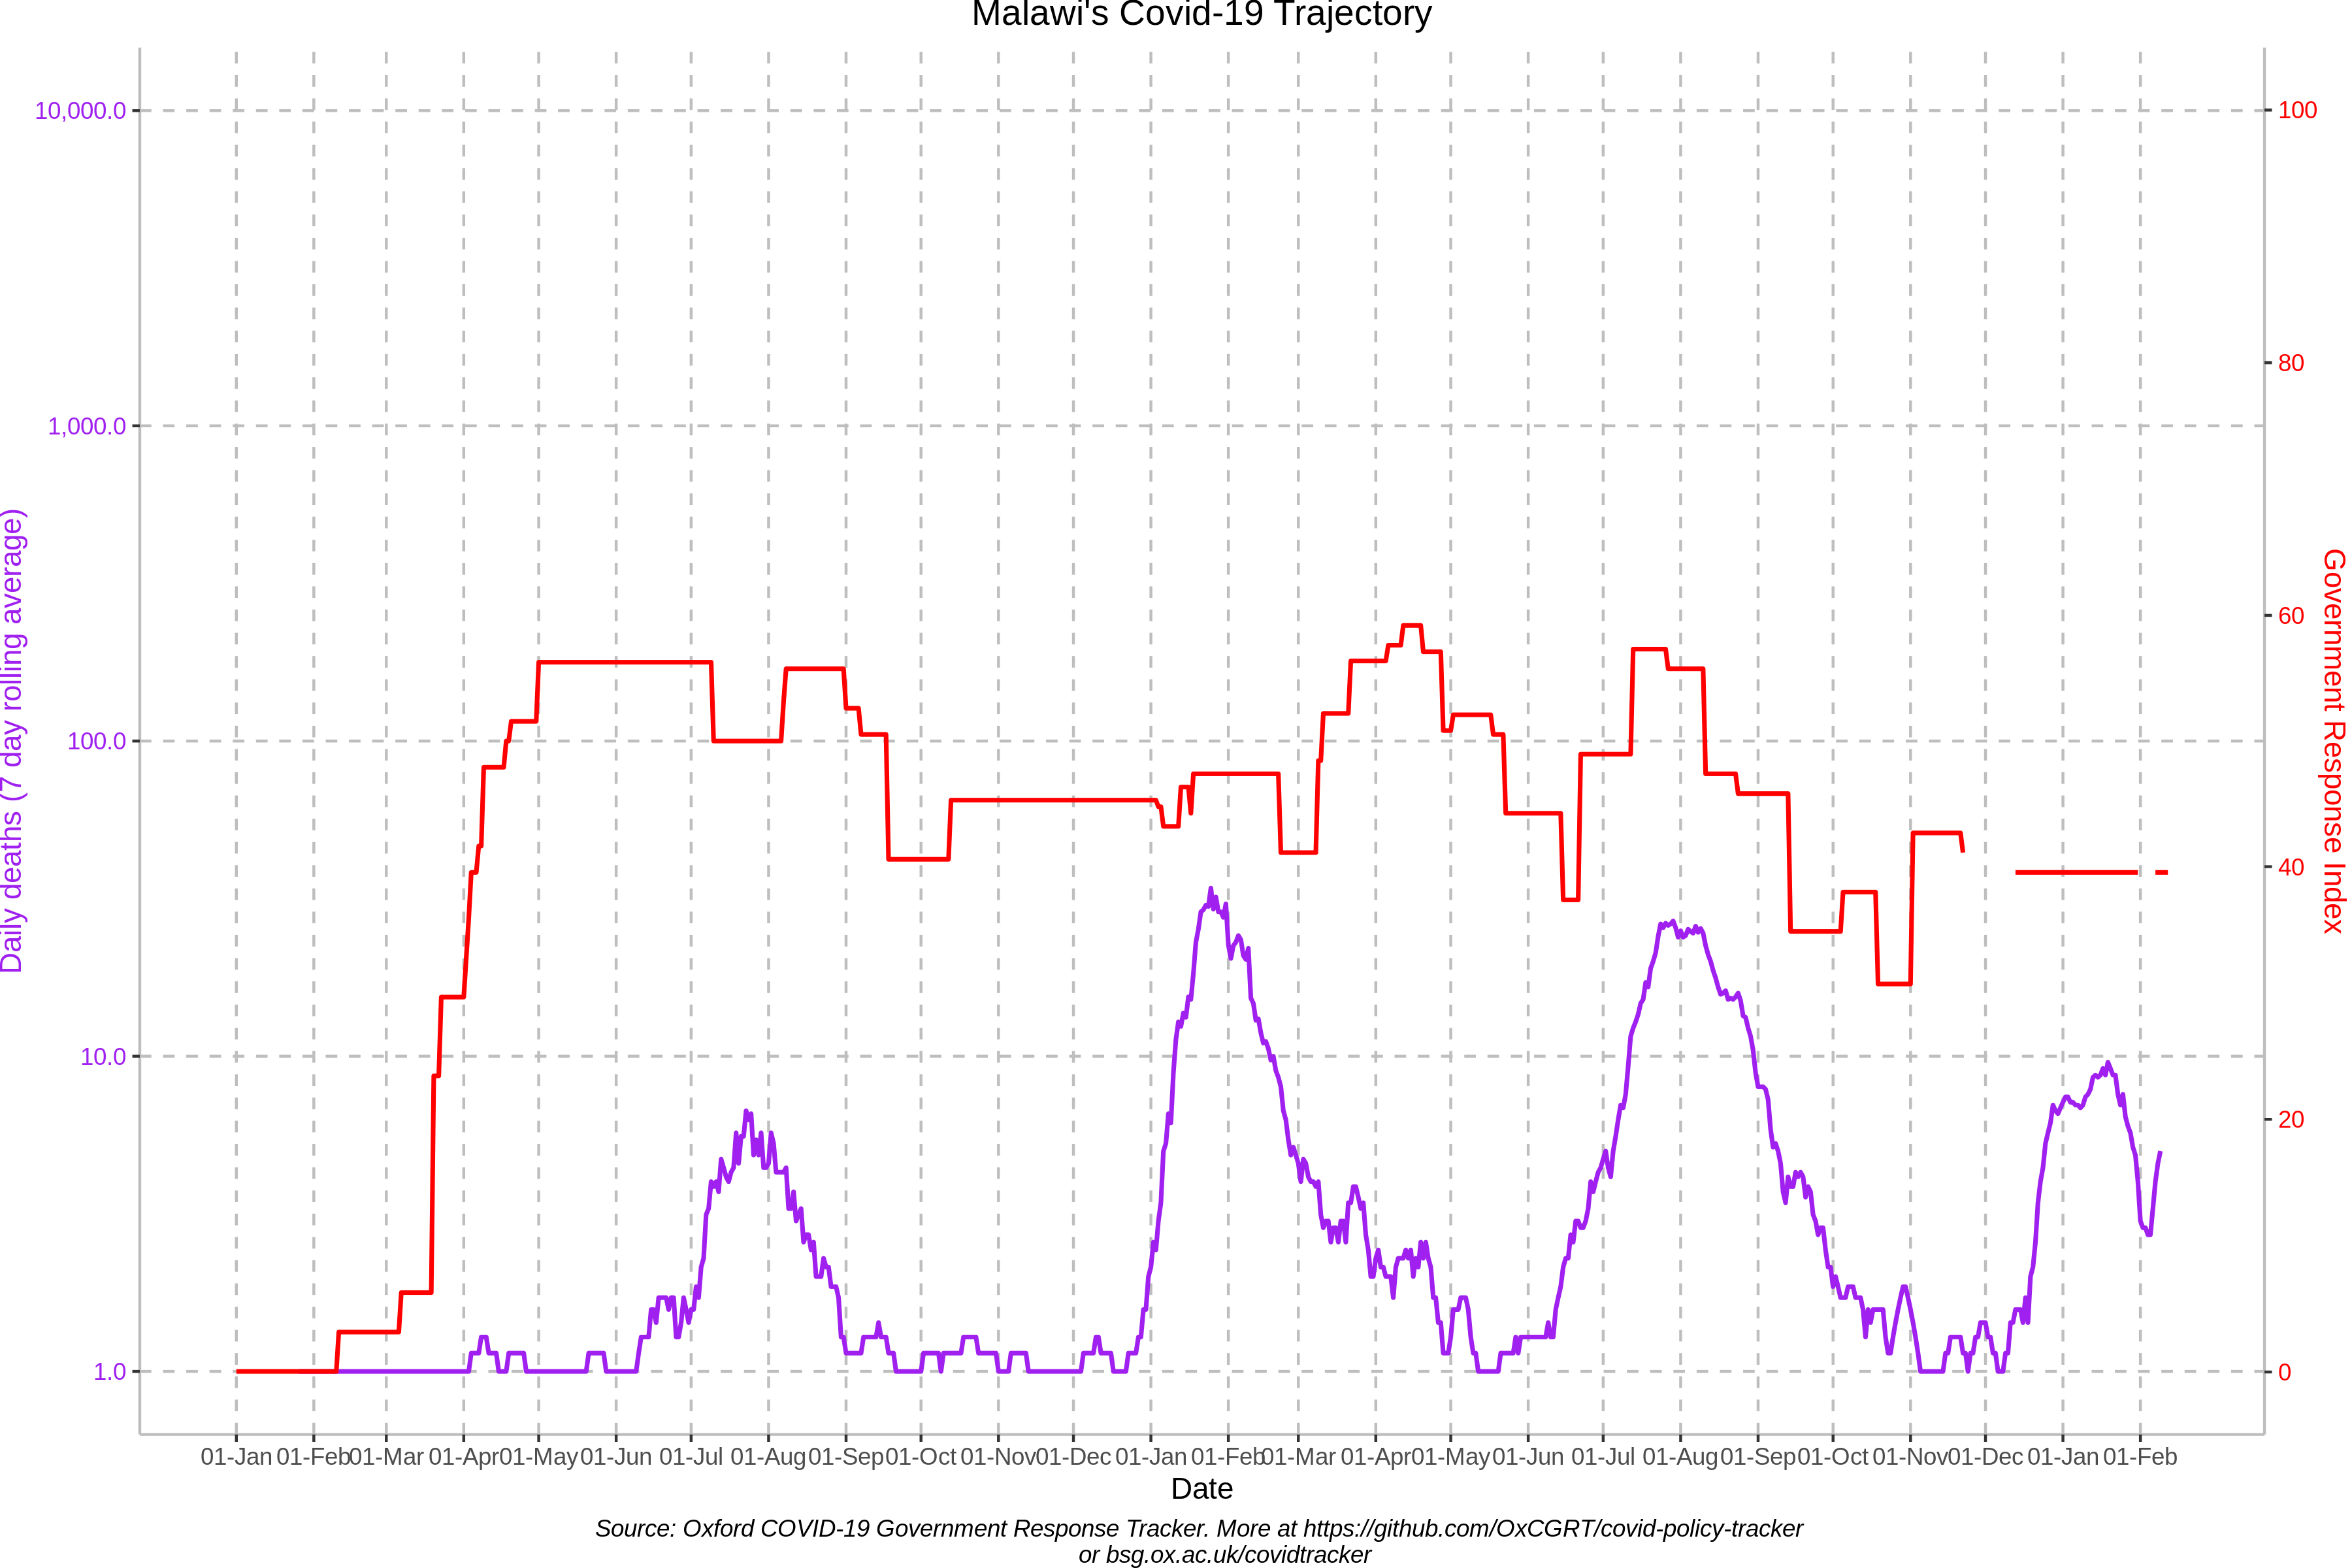 Malawi's Covid-19 Trajectory
10,000.0
1,000.0
100.0
10.0
1.0
Daily deaths (7 day rolling average)
100
80
60
40
20
0
Government Response Index
01-Jan 01-Feb 01-Mar 01-Apr 01-May 01-Jun 01-Jul 01-Aug 01-Sep 01-Oct 01-Nov 01-Dec 01-Jan 01-Feb 01-Mar 01-Apr 01-May 01-Jun 01-Jul 01-Aug 01-Sep 01-Oct 01-Nov 01-Dec 01-Jan 01-Feb
Date
Source: Oxford COVID-19 Government Response Tracker. More at https://github.com/OxCGRT/covid-policy-tracker
or bsg.ox.ac.uk/covidtracker